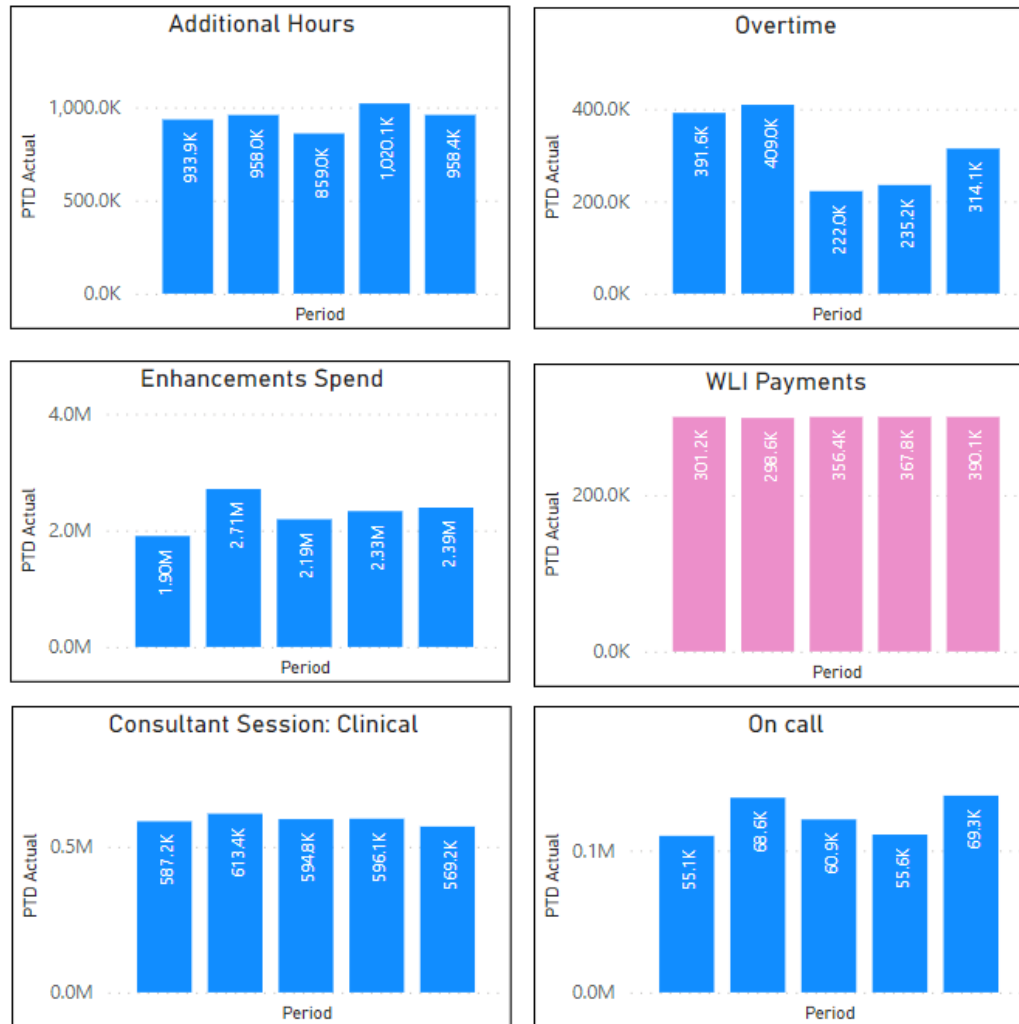 Additional Hours
PTD Actual
1,000.0K
500.0K
0.0K
933.9K
958.0K
859.0K
1,020.1K
958.4K
Period
Overtime
PTD Actual
400.0K
200.0K
0.0K
391.6K
409.0K
222.0K
235.2K
314.1K
Period
Enhancements Spend
PTD Actual
4.0M
2.0M
0.0M
1.90M
2.71M
2.19M
2.33M
2.39M
Period
WLI Payments
PTD Actual
200.0K
0.0K
301.2K
298.6K
356.4K
367.8K
390.1K
Period
Consultant Session: Clinical
PTD Actual
0.5M
0.0M
587.2K
613.4K
594.8K
596.1K
569.2K
Period
On call
PTD Actual
0.1M
0.0M
55.1K
68.6K
60.9K
55.6K
69.3K
Period